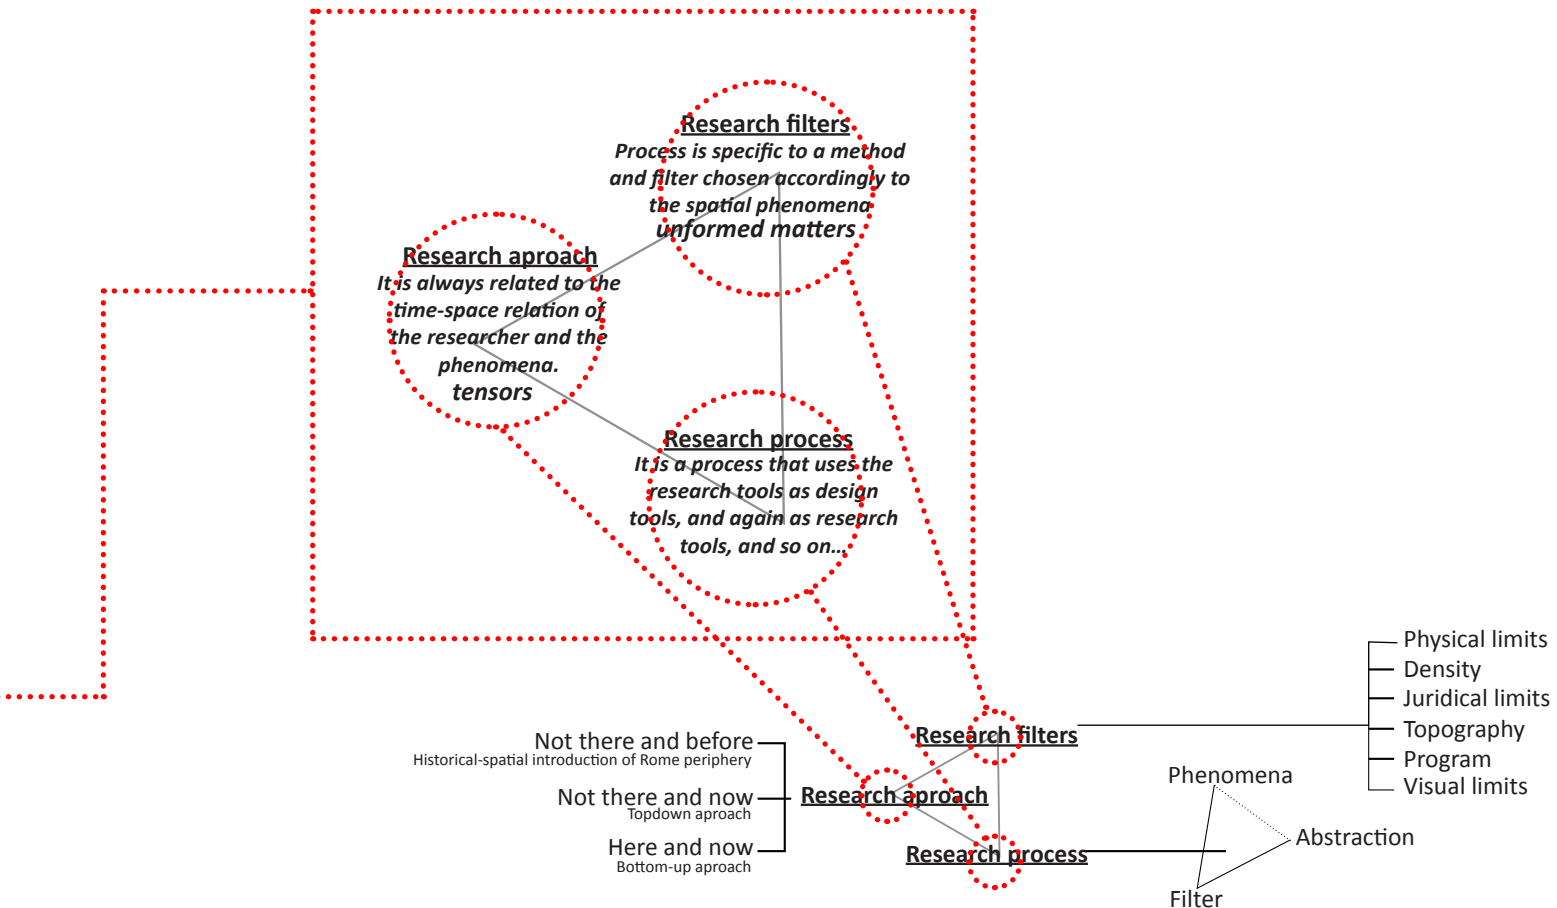 Research filters
Process is specific to a method
and filter chosen accordingly to
the spatial phenomena
unformed matters
Research aproach
It is always related to the
time-space relation of
the researcher and the
phenomena.
tensors
Research process
It is a process that uses the
research tools as design
tools, and again as research
tools, and so on...
Not there and before
Historical-spatial introduction of Rome periphery
Not there and now
Topdown aproach
Here and now
Bottom-up aproach
Research aproach
Research filters
Research process
Physical limits
Density
Juridical limits
Topography
Program
Visual limits
Phenomena
Abstraction
Filter